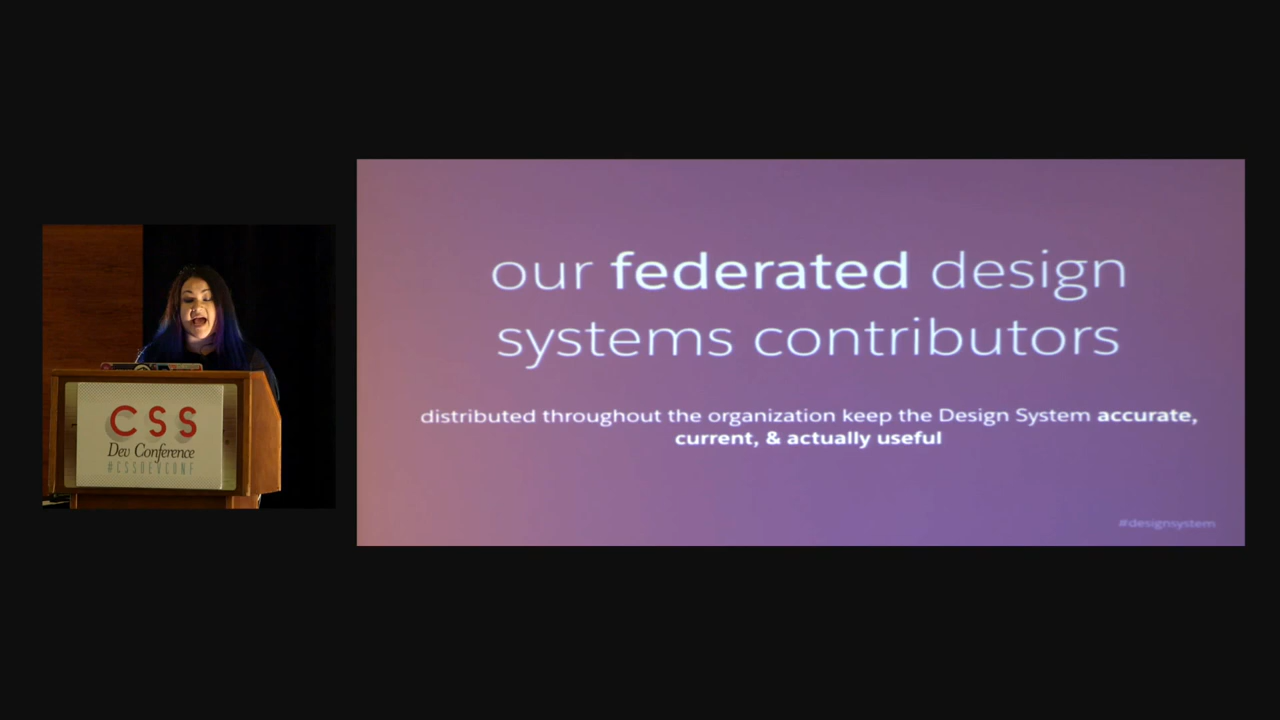 CSS
Dev Conference
#CSSDEVCONF
our federated design
systems contributors
distributed throughout the organization keep the Design System accurate,
current, & actually useful
#designsystem